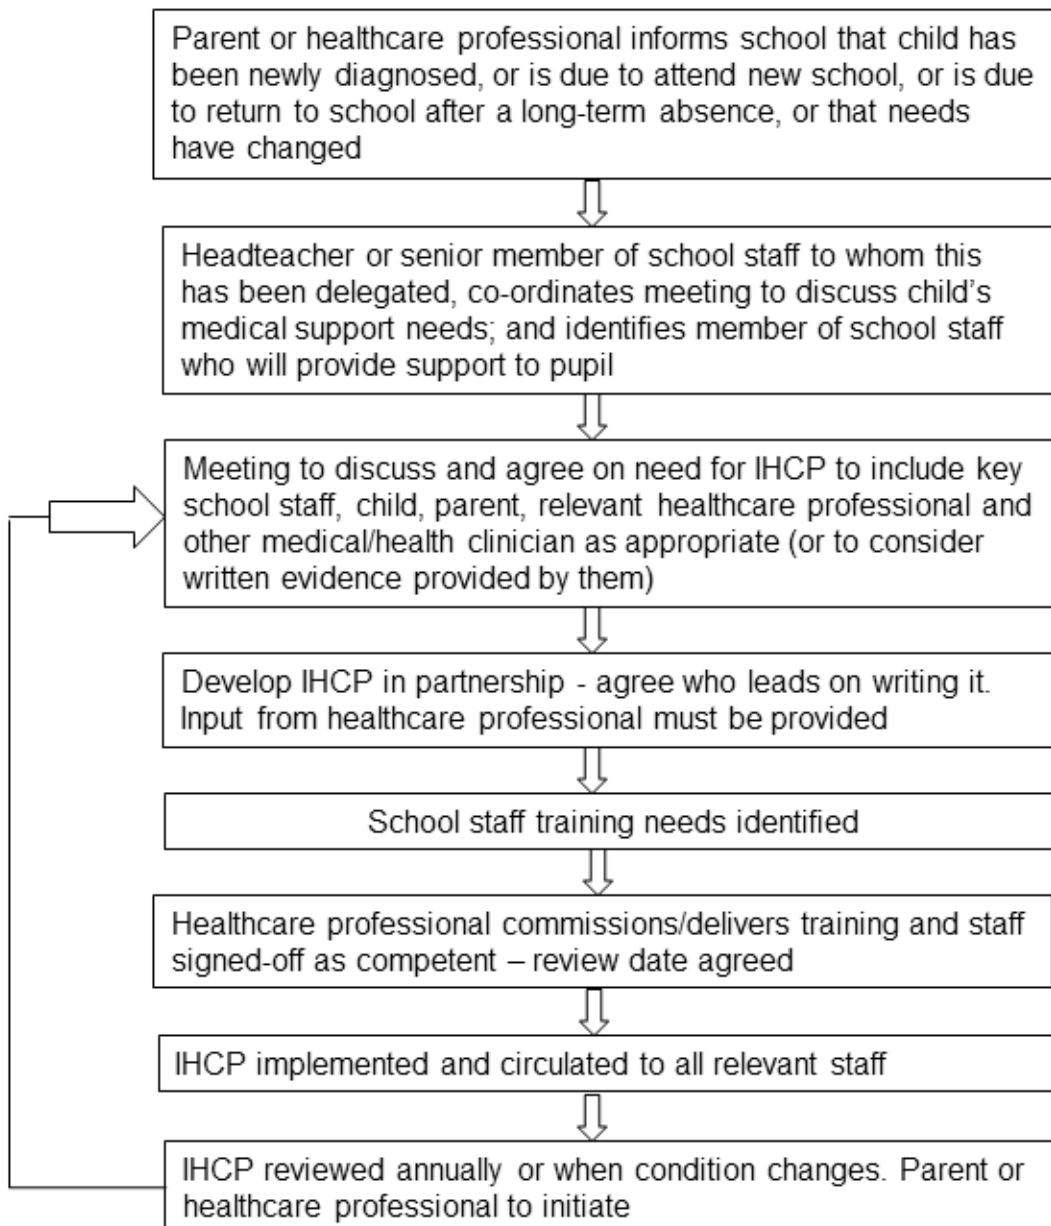 Parent or healthcare professional informs school that child has
been newly diagnosed, or is due to attend new school, or is due
to return to school after a long-term absence, or that needs
have changed
Headteacher or senior member of school staff to whom this
has been delegated, co-ordinates meeting to discuss child's
medical support needs; and identifies member of school staff
who will provide support to pupil
Meeting to discuss and agree on need for IHCP to include key
school staff, child, parent, relevant healthcare professional and
other medical/health clinician as appropriate (or to consider
written evidence provided by them)
Develop IHCP in partnership - agree who leads on writing it.
Input from healthcare professional must be provided
School staff training needs identified
Healthcare professional commissions/delivers training and staff
signed-off as competent – review date agreed
IHCP implemented and circulated to all relevant staff
IHCP reviewed annually or when condition changes. Parent or
healthcare professional to initiate